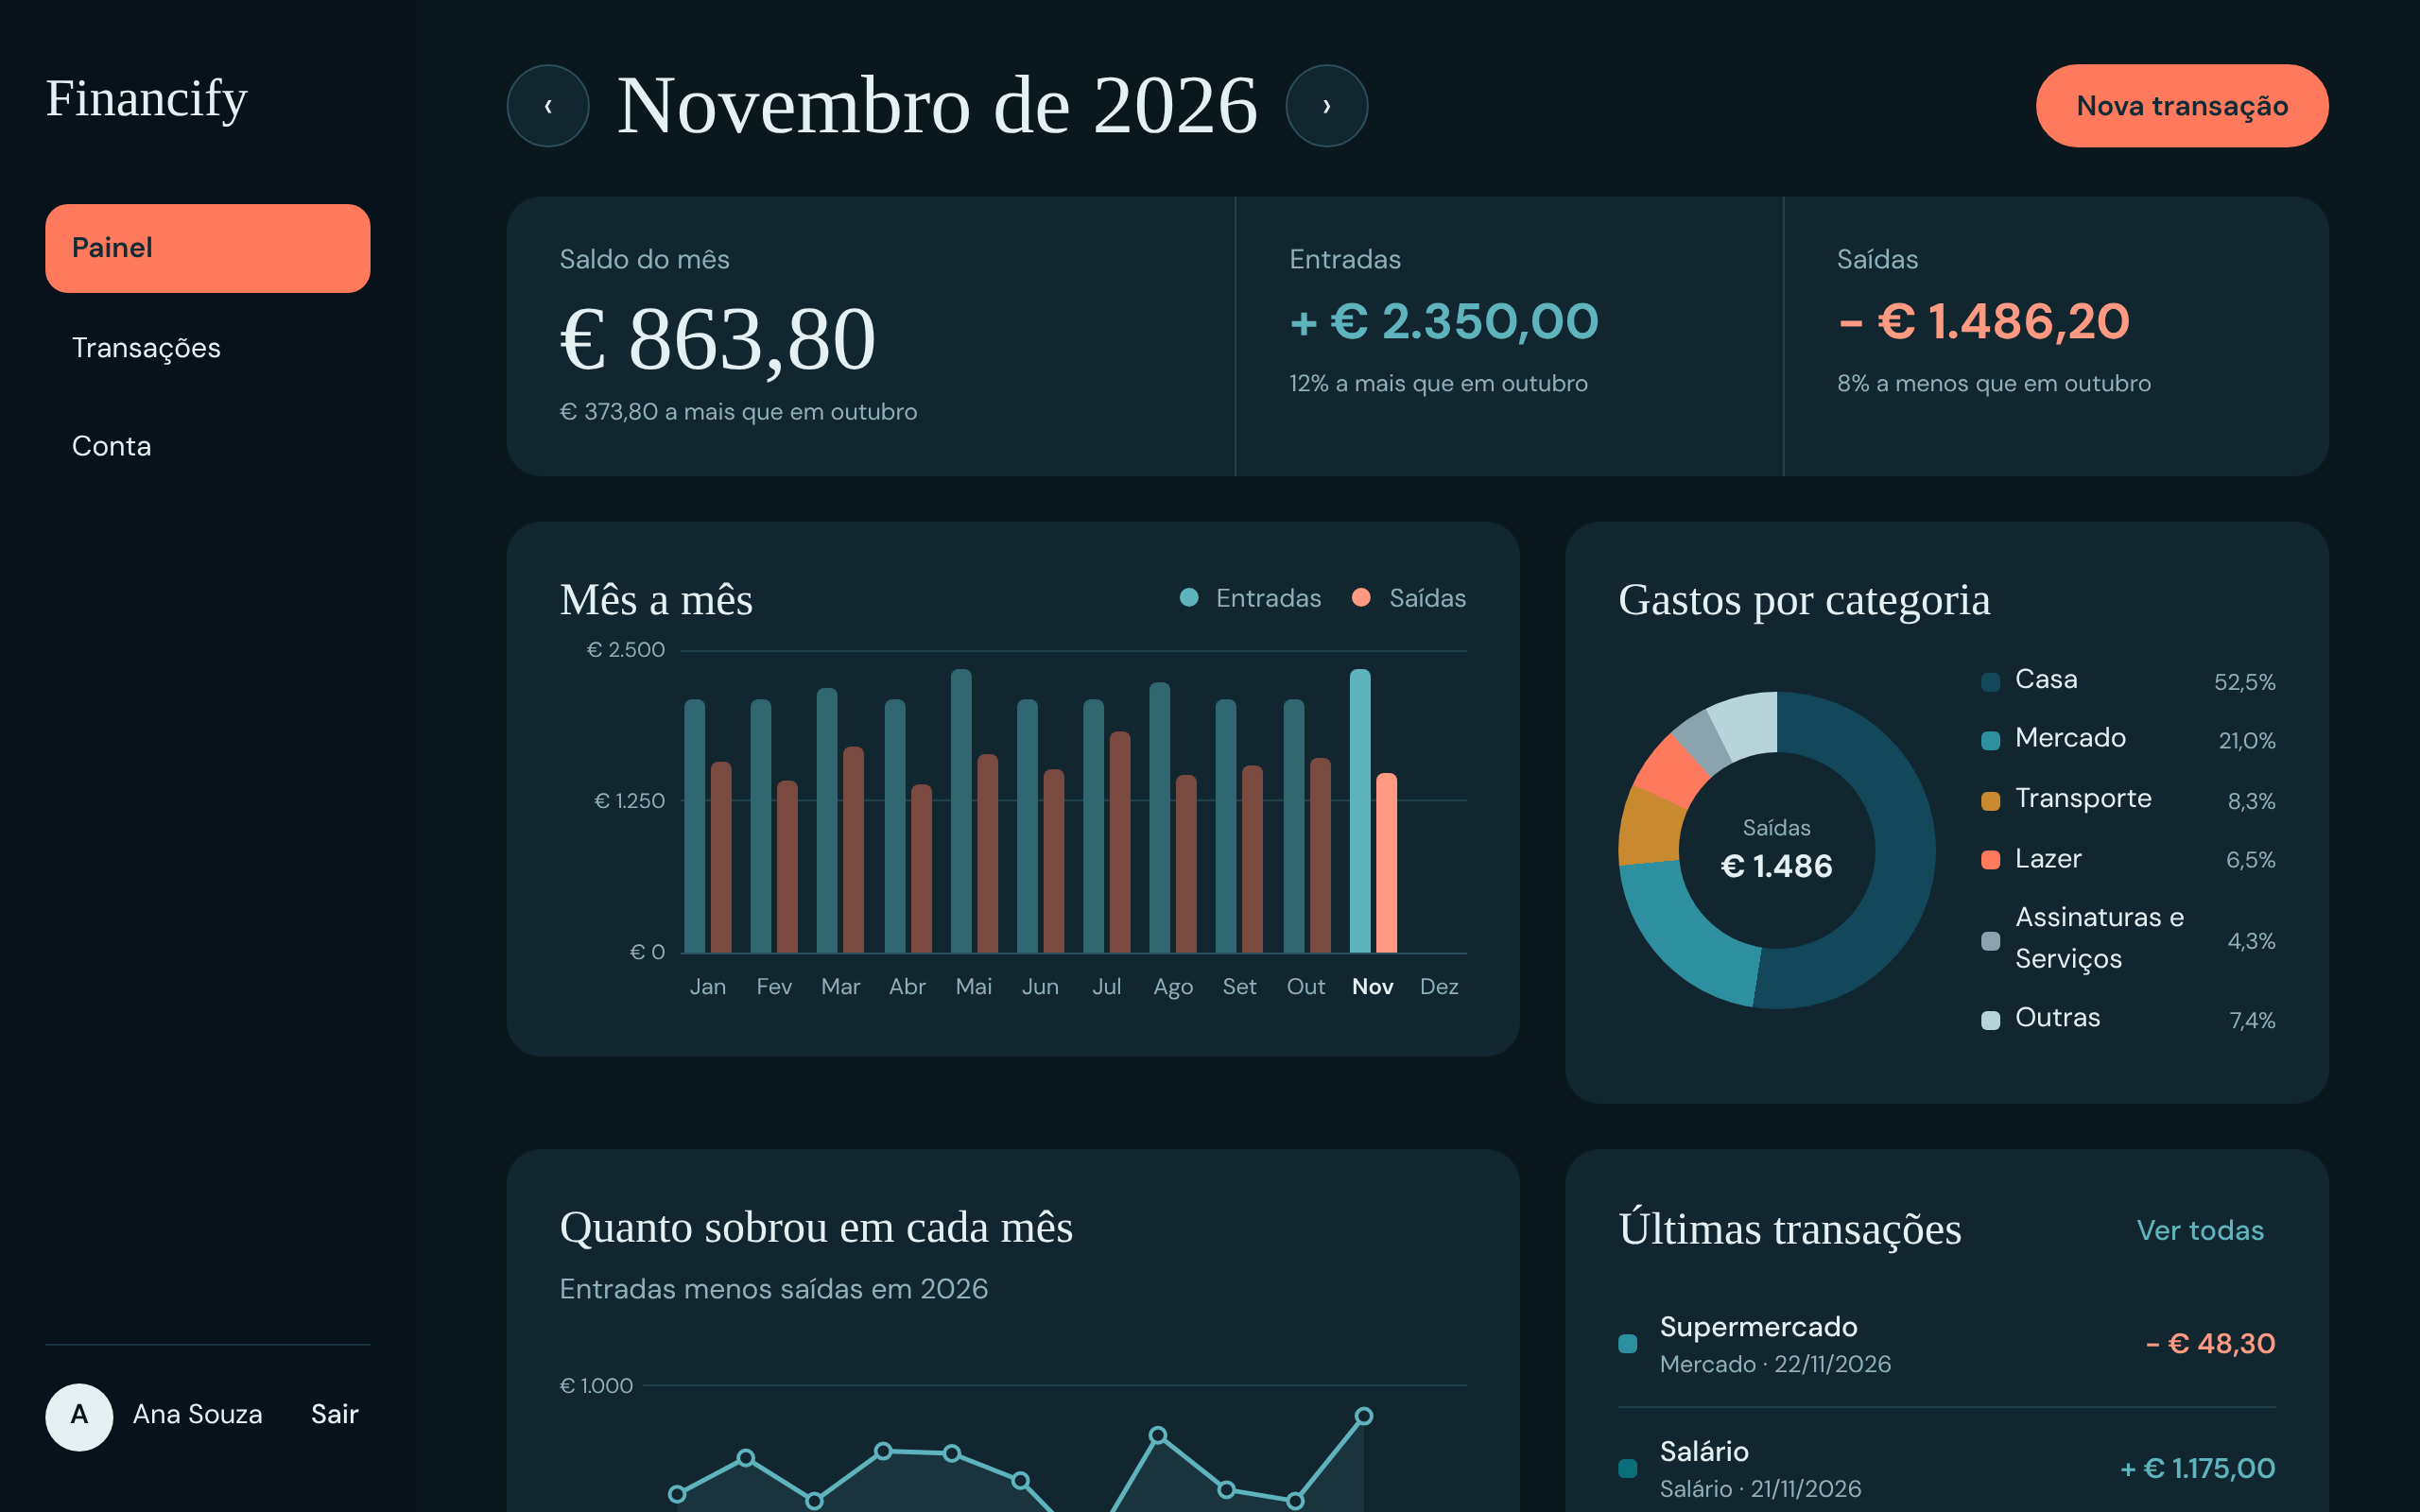 Financify
Painel
Transações
Conta
A
Ana Souza
Sair
‹
Novembro de 2026
›
Nova transação
Saldo do mês
€ 863,80
€ 373,80 a mais que em outubro
Entradas
+ € 2.350,00
12% a mais que em outubro
Saídas
− € 1.486,20
8% a menos que em outubro
Mês a mês
Entradas
Saídas
€ 2.500
€ 1.250
€ 0
Jan Fev Mar Abr Mai Jun Jul Ago Set Out Nov Dez
Gastos por categoria
Saídas
€ 1.486
Casa 52,5%
Mercado 21,0%
Transporte 8,3%
Lazer 6,5%
Assinaturas e
Serviços 4,3%
Outras 7,4%
Quanto sobrou em cada mês
Entradas menos saídas em 2026
€ 1.000
Últimas transações
Ver todas
Supermercado
Mercado · 22/11/2026
− € 48,30
Salário
Salário · 21/11/2026
+ € 1.175,00